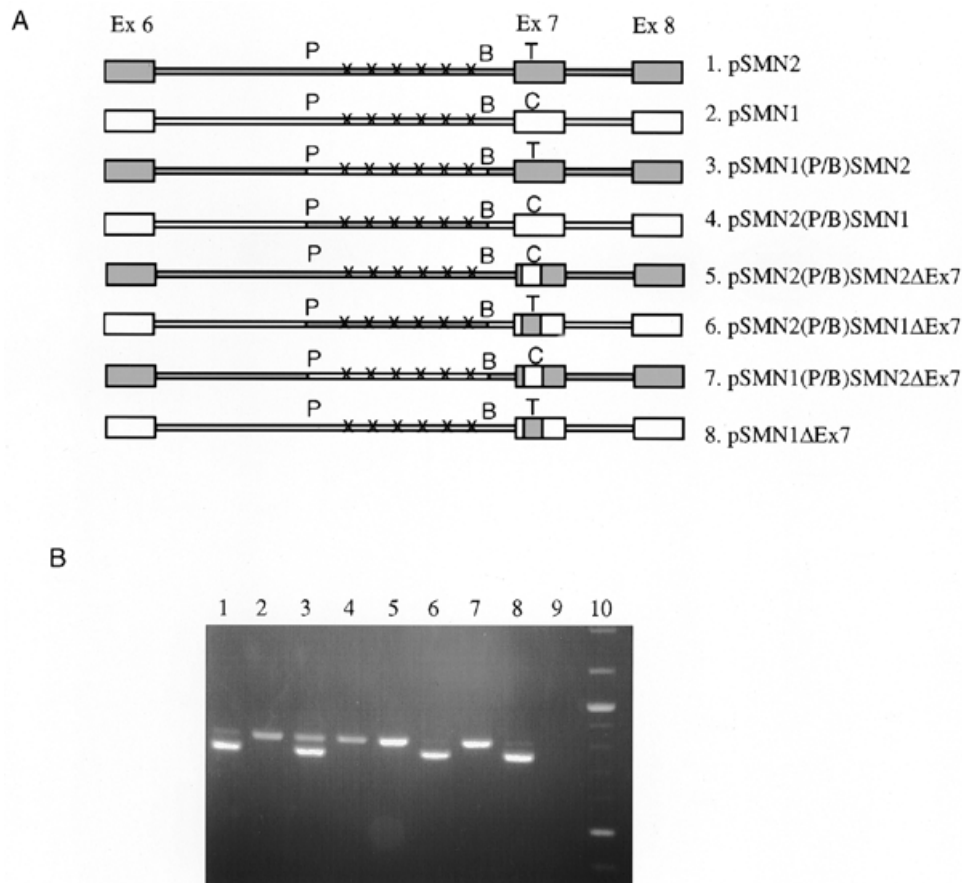 A
Ex 6 Ex 7 Ex 8
P B T
1. pSMN2
P B C
2. pSMN1
P B T
3. pSMN1(P/B)SMN2
P B C
4. pSMN2(P/B)SMN1
P B C
5. pSMN2(P/B)SMN2ΔEx7
P B T
6. pSMN2(P/B)SMN1ΔEx7
P B C
7. pSMN1(P/B)SMN2ΔEx7
P B T
8. pSMN1ΔEx7
B
1 2 3 4 5 6 7 8 9 10